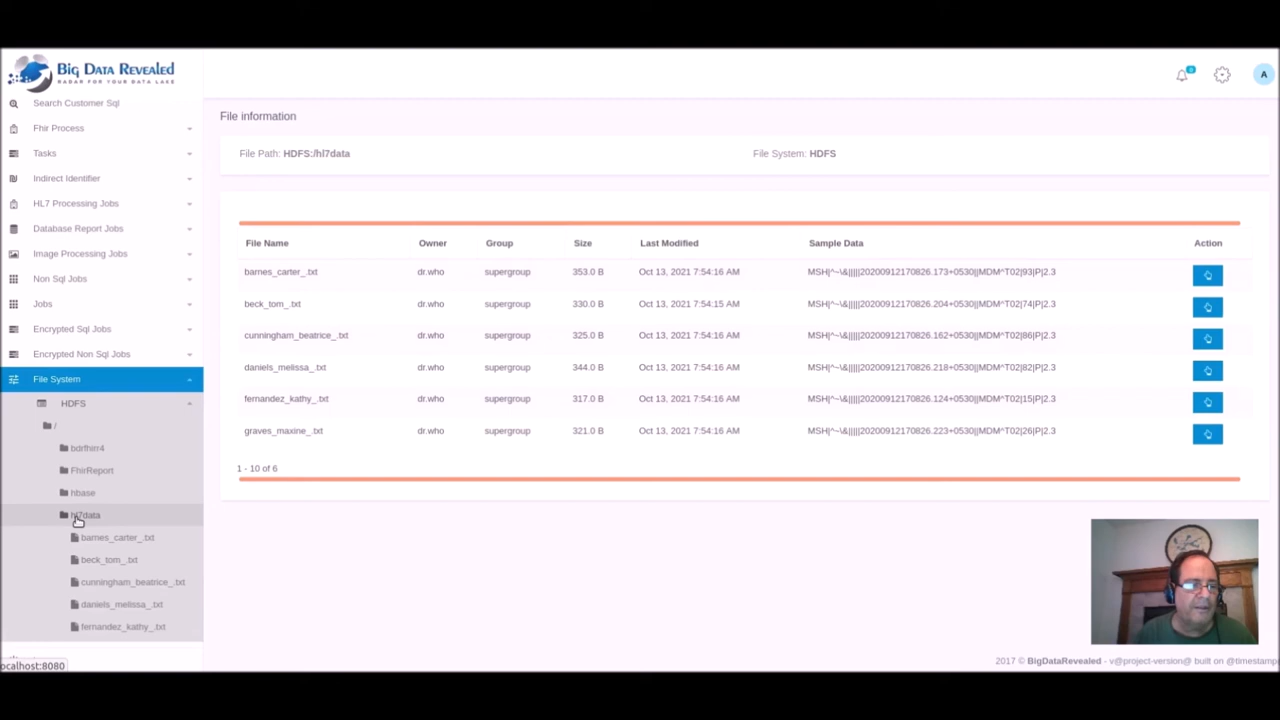 BIG DATA REVEALED
RADAR FOR YOUR DATA LAKE
A
Search Customer Sql
Fhir Process
Tasks
Indirect Identifier
HL7 Processing Jobs
Database Report Jobs
Image Processing Jobs
Non Sql Jobs
Jobs
Encrypted Sql Jobs
Encrypted Non Sql Jobs
File System
HDFS
/
bdrfhirr4
FhirReport
hbase
hl7data
barnes_carter_.txt
beck_tom_.txt
cunningham_beatrice_.txt
daniels_melissa_.txt
fernandez_kathy_.txt
ocalhost:8080
File information
File Path: HDFS:/hl7data File System: HDFS
File Name Owner Group Size Last Modified Sample Data Action
barnes_carter_.txt dr.who supergroup 353.0 B Oct 13, 2021 7:54:16 AM MSH|^~\&|||||20200912170826.173+0530||MDM^T02|93|P|2.3
beck_tom_.txt dr.who supergroup 330.0 B Oct 13, 2021 7:54:15 AM MSH|^~\&|||||20200912170826.204+0530||MDM^T02|74|P|2.3
cunningham_beatrice_.txt dr.who supergroup 325.0 B Oct 13, 2021 7:54:16 AM MSH|^~\&|||||20200912170826.162+0530||MDM^T02|86|P|2.3
daniels_melissa_.txt dr.who supergroup 344.0 B Oct 13, 2021 7:54:16 AM MSH|^~\&|||||20200912170826.218+0530||MDM^T02|82|P|2.3
fernandez_kathy_.txt dr.who supergroup 317.0 B Oct 13, 2021 7:54:16 AM MSH|^~\&|||||20200912170826.124+0530||MDM^T02|15|P|2.3
graves_maxine_.txt dr.who supergroup 321.0 B Oct 13, 2021 7:54:16 AM MSH|^~\&|||||20200912170826.223+0530||MDM^T02|26|P|2.3
1 - 10 of 6
2017 © BigDataRevealed - v@project-version@ built on @timestamp